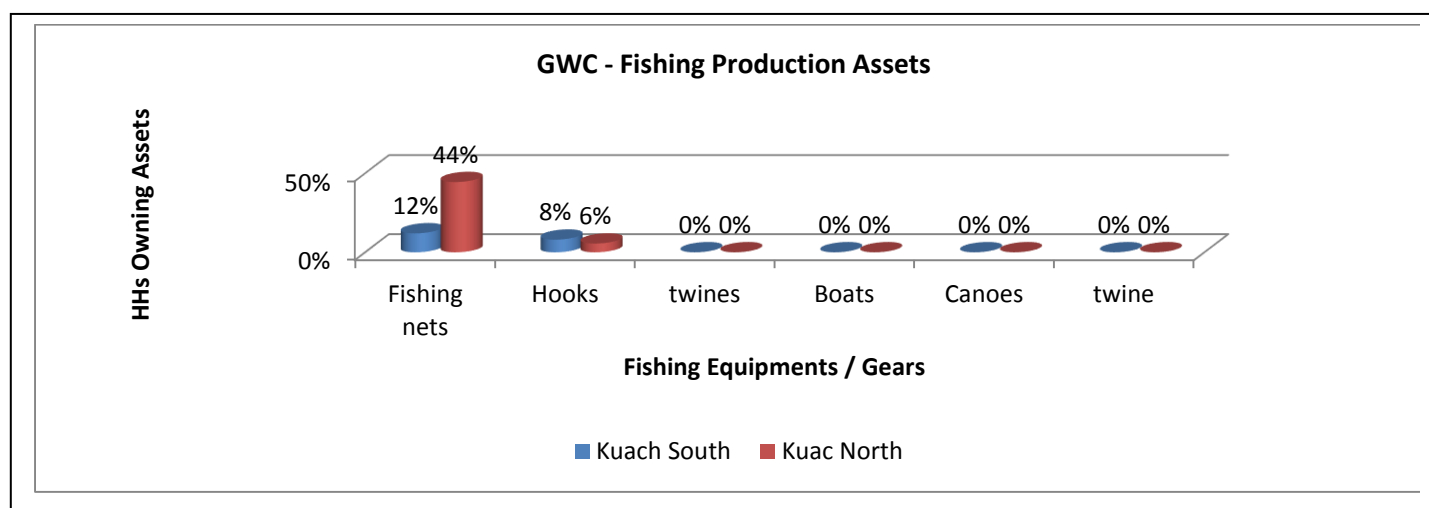 GWC - Fishing Production Assets
HHs Owning Assets
50%
0%
12%
44%
8%
6%
0% 0%
0% 0%
0% 0%
0% 0%
Fishing
nets
Hooks
twines
Boats
Canoes
twine
Fishing Equipments / Gears
Kuach South
Kuac North